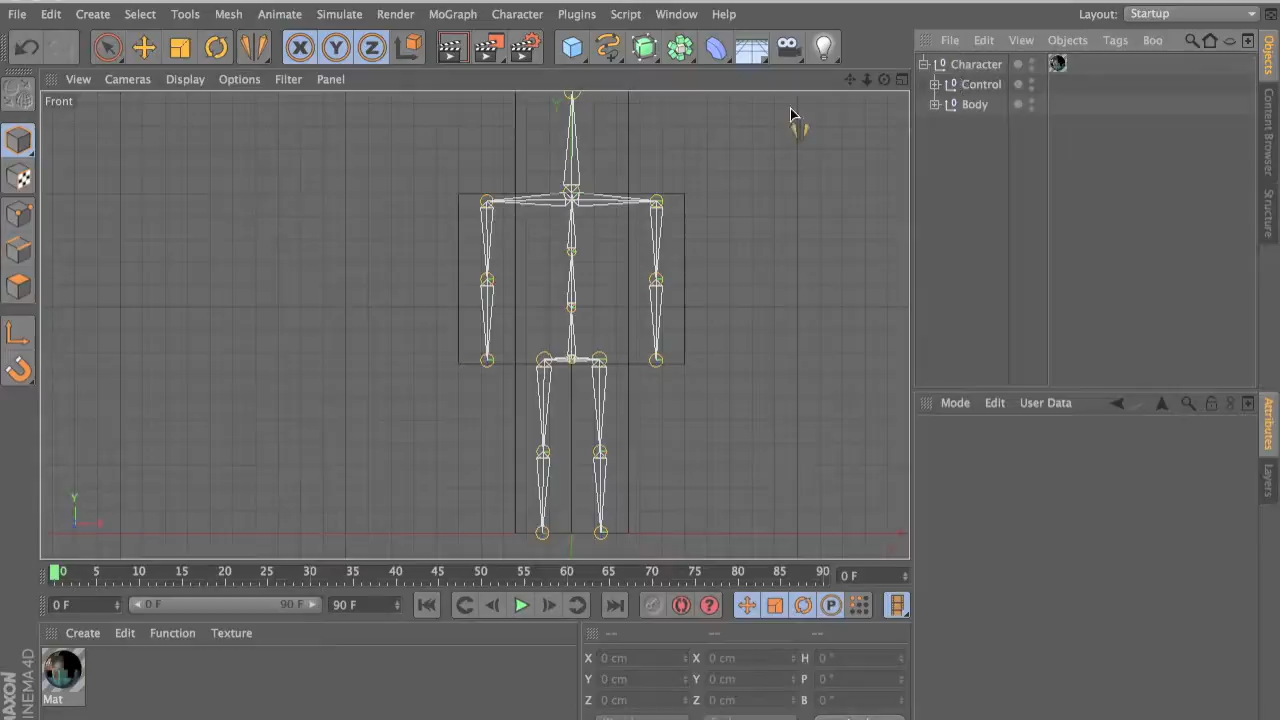 File Edit Create Select Tools Mesh Animate Simulate Render MoGraph Character Plugins Script Window Help Layout: Startup
X Y Z
File Edit View Objects Tags Boo
View Cameras Display Options Filter Panel
Front
Character
Control
Body
Objects
Content Browser
Structure
Mode Edit User Data
Attributes
Layers
Y
Y
0 5 10 15 20 25 30 35 40 45 50 55 60 65 70 75 80 85 90 0 F
0 F 0 F 90 F 90 F
P
Create Edit Function Texture
-- -- --
X 0 cm X 0 cm H 0 °
Y 0 cm Y 0 cm P 0 °
Z 0 cm Z 0 cm B 0 °
Mat
MAXON
CINEMA 4D